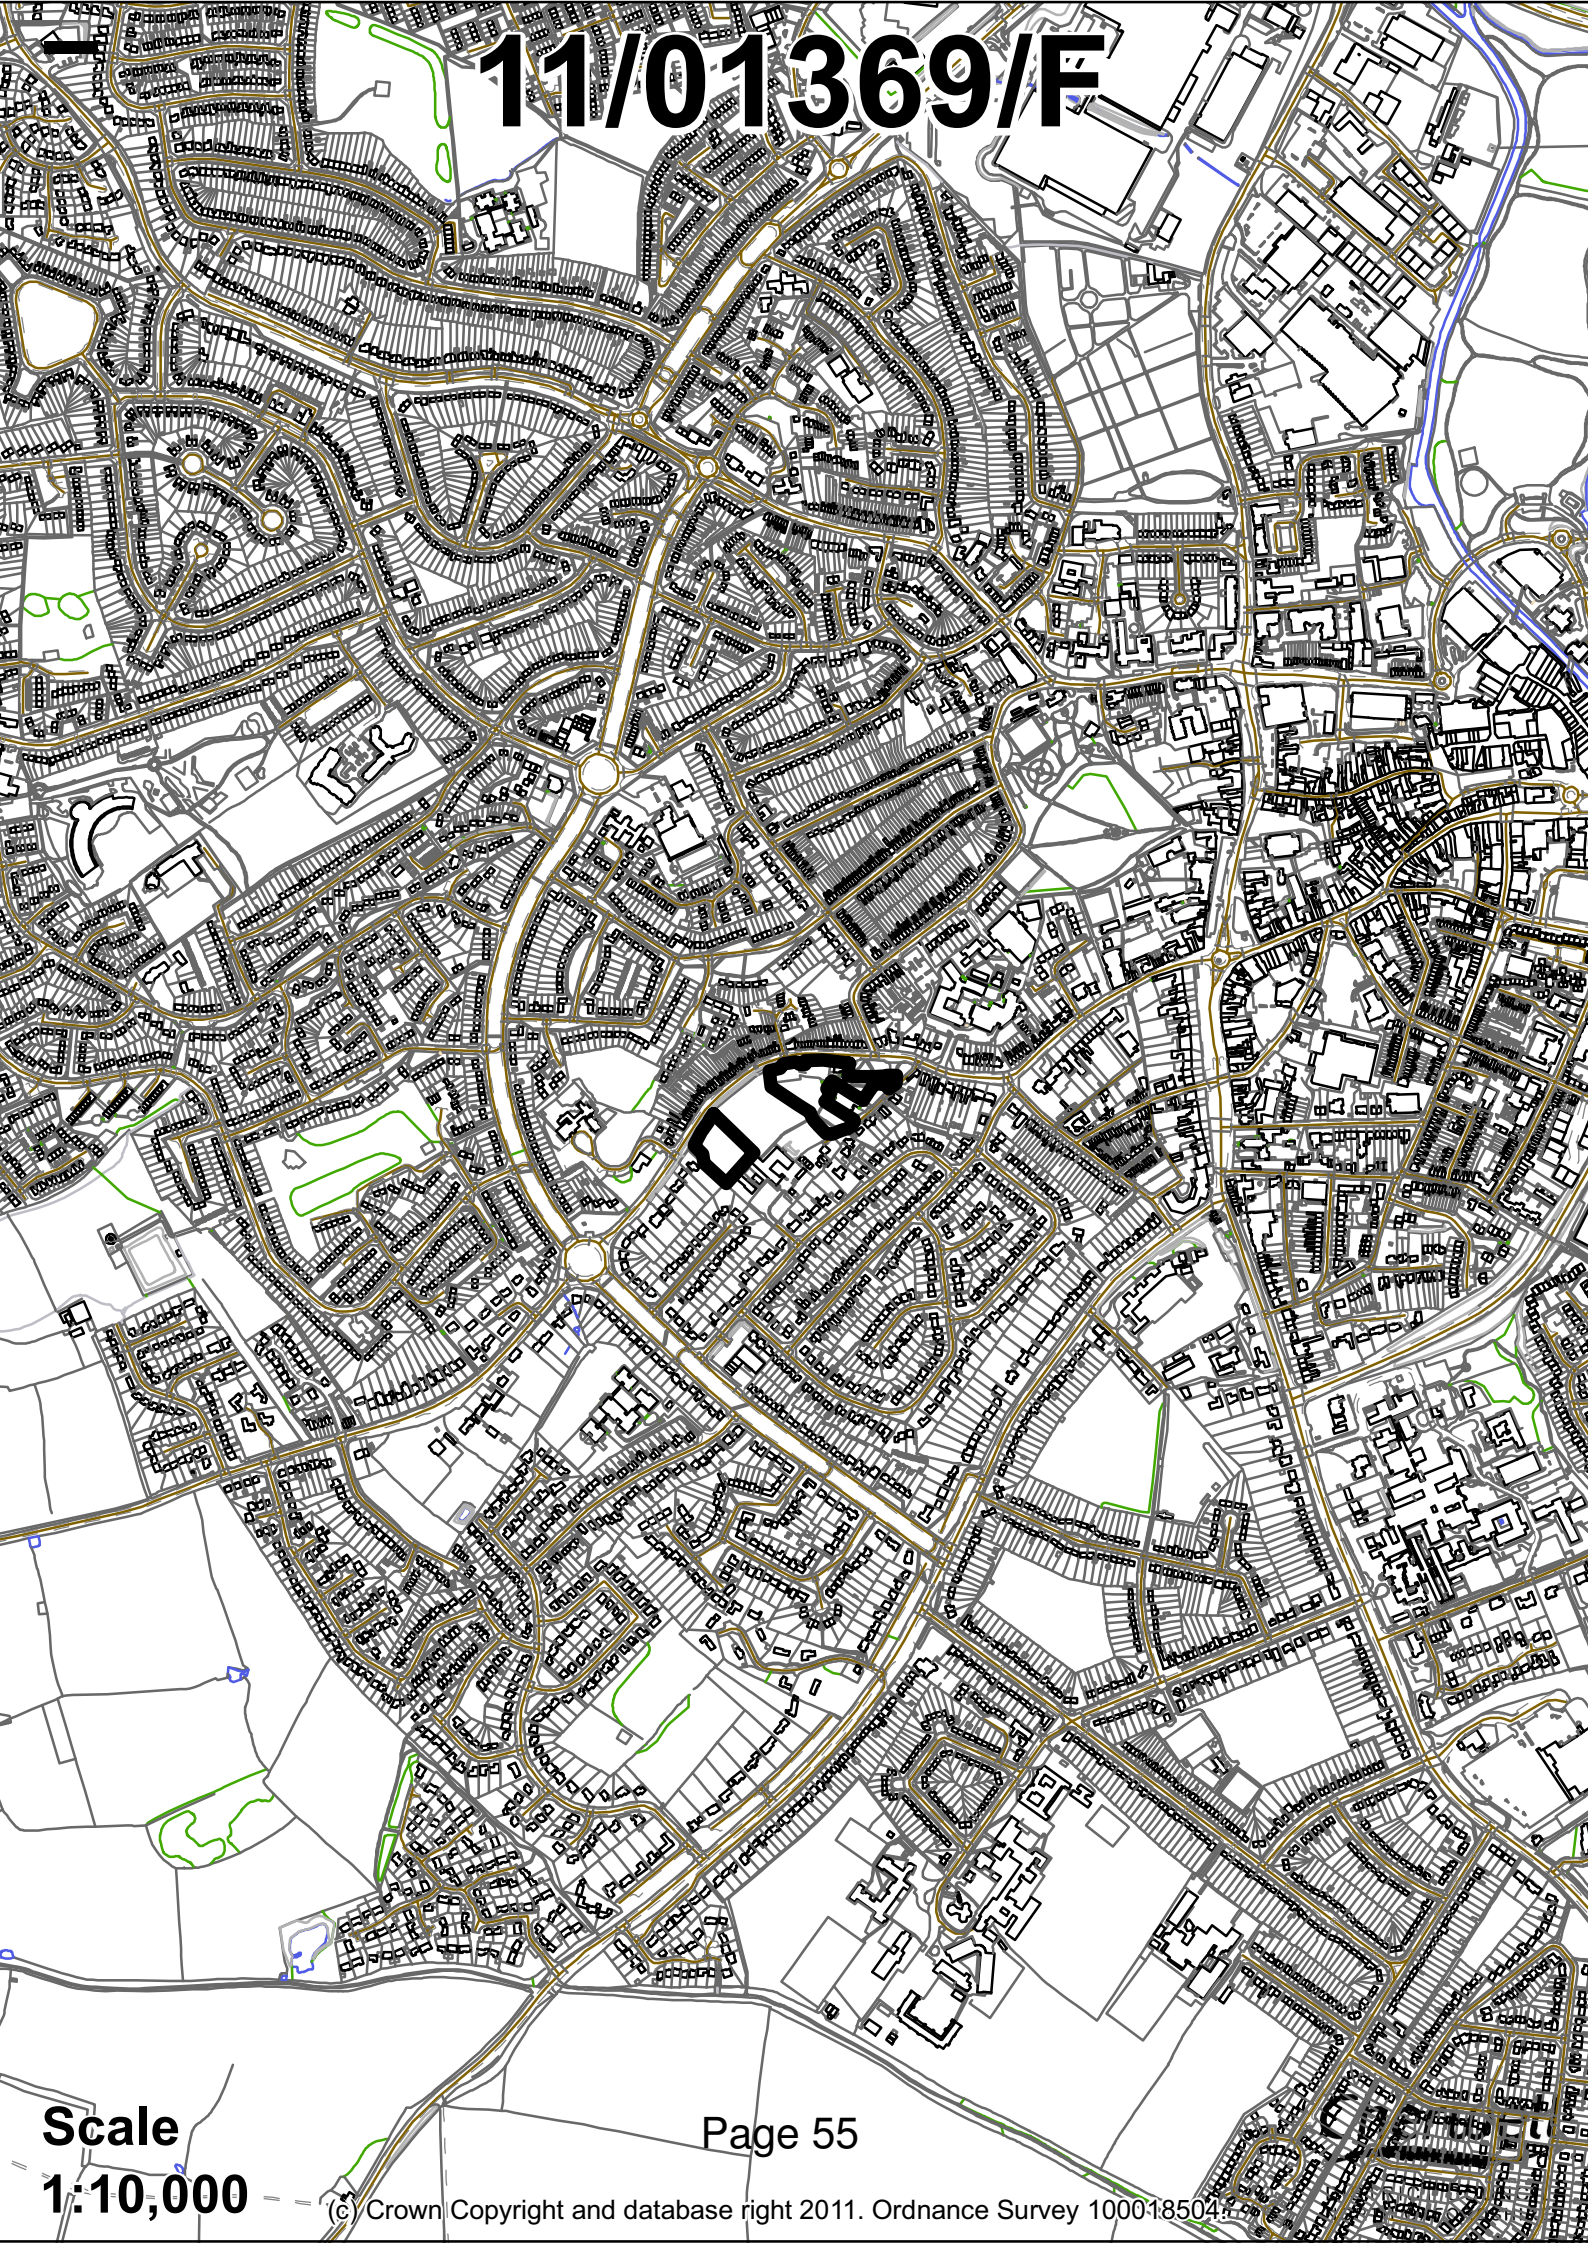 11/01369/F
Scale
1:10,000
Page 55
(c) Crown Copyright and database right 2011. Ordnance Survey 100018504.